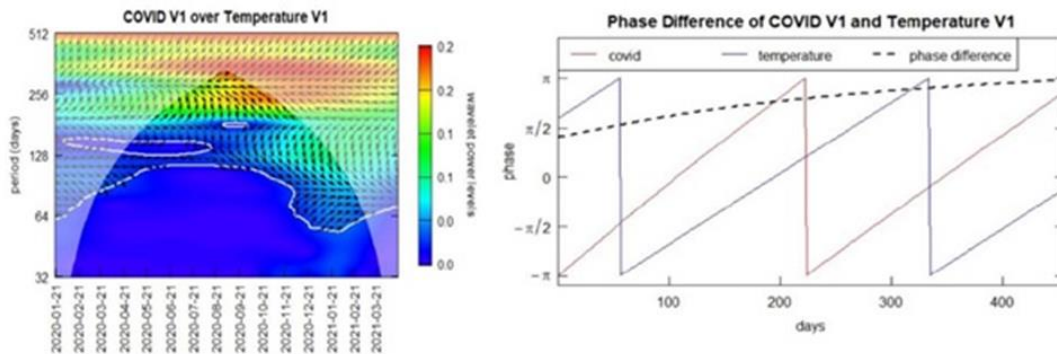 COVID V1 over Temperature V1
512
256
128
64
32
period (days)
0.2
0.1
0.1
0.0
0.0
wavelet power levels
2020-01-21
2020-02-21
2020-03-21
2020-04-21
2020-05-21
2020-06-21
2020-07-21
2020-08-21
2020-09-21
2020-10-21
2020-11-21
2020-12-21
2021-01-21
2021-02-21
2021-03-21
Phase Difference of COVID V1 and Temperature V1
covid temperature phase difference
π
π/2
0
−π/2
−π
phase
100 200 300 400
days